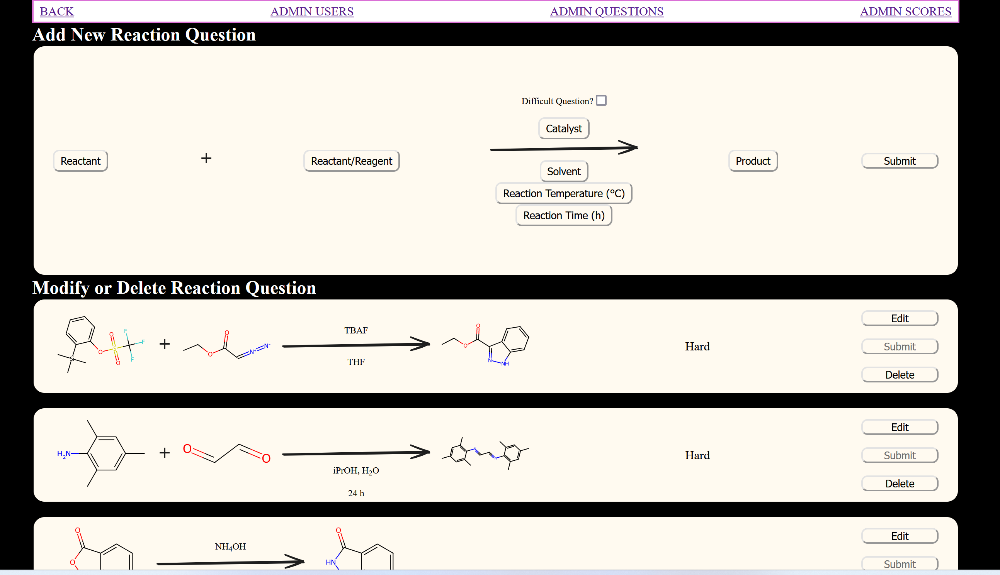 BACK ADMIN USERS ADMIN QUESTIONS ADMIN SCORES
Add New Reaction Question
Difficult Question?
Catalyst
Reactant + Reactant/Reagent Product Submit
Solvent
Reaction Temperature (°C)
Reaction Time (h)
Modify or Delete Reaction Question
Edit
O F TBAF O
O F
+ N⁺ N⁻
O S O O Hard Submit
Si F N NH
O THF
Delete
Edit
H₂N + O O N N Hard Submit
iPrOH, H₂O
Delete
24 h
O O Edit
NH₄OH
O HN Submit